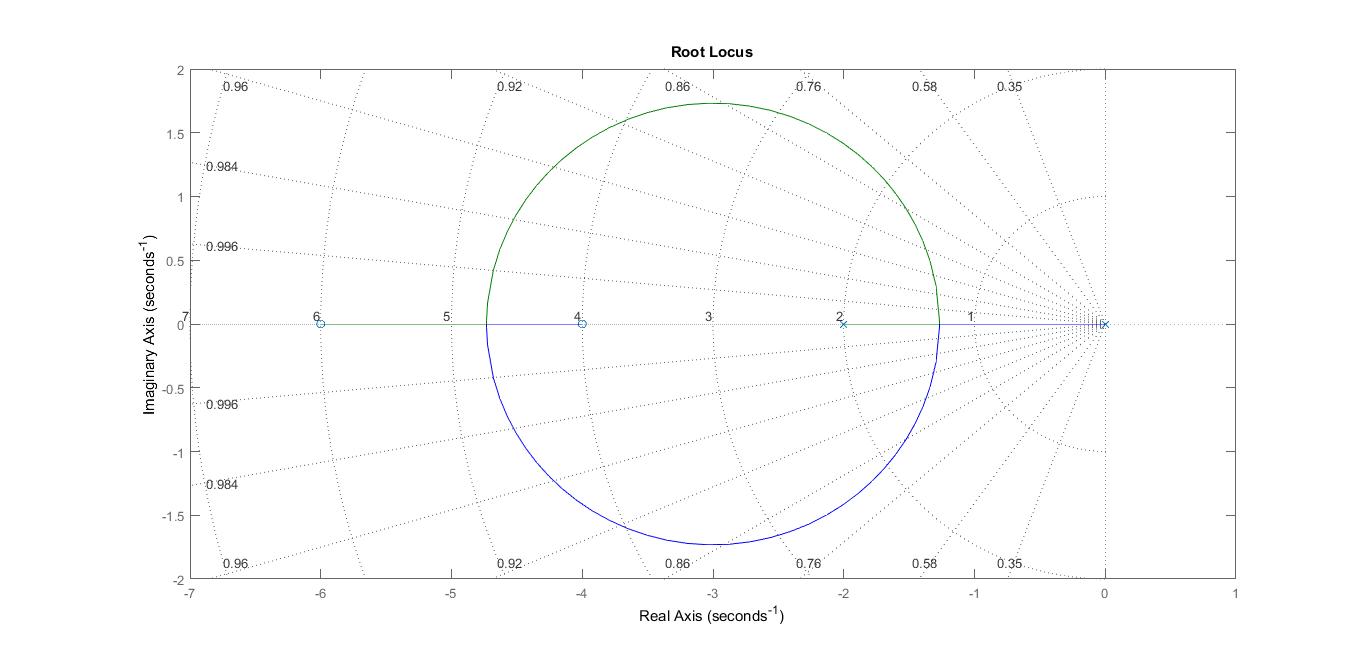 Root Locus
2
0.96 0.92 0.86 0.76 0.58 0.35
1.5
0.984
1
0.996
0.5
7 6 5 4 3 2 1
0
-0.5
0.996
-1
0.984
-1.5
0.96 0.92 0.86 0.76 0.58 0.35
-2
-7 -6 -5 -4 -3 -2 -1 0 1
Real Axis (seconds-1)
Imaginary Axis (seconds-1)